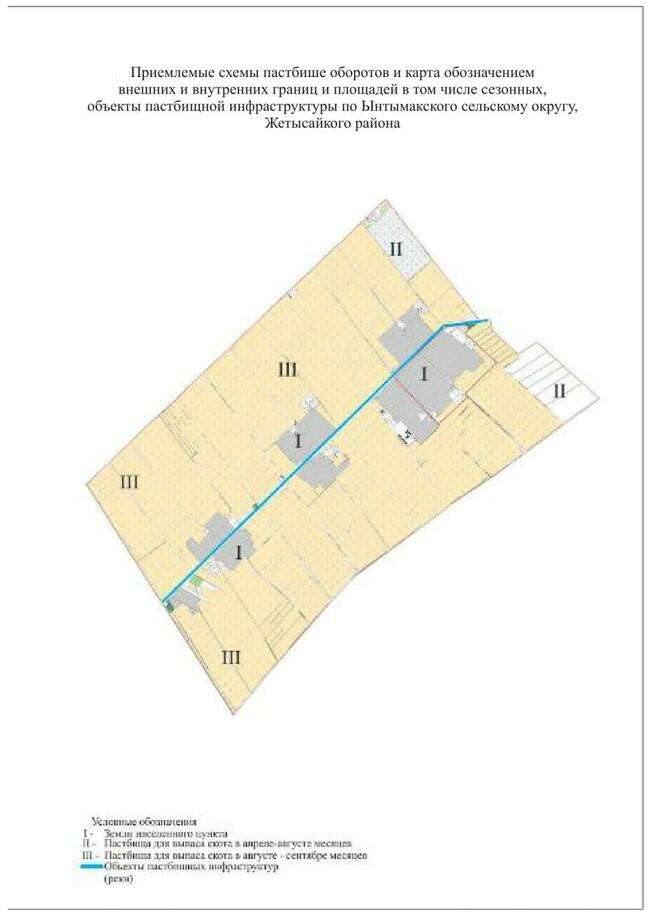 Приемлемые схемы пастбише оборотов и карта обозначением
внешних и внутренних границ и площадей в том числе сезонных,
объекты пастбищной инфраструктуры по Ынтымакского сельскому округу,
Жетысайкого района
II
III
I
II
I
III
I
III
Условные обозначения
I - Земли населенного пункта
II - Пастбища для выпаса скота в апреле-августе месяцев
III - Пастбища для выпаса скота в августе - сентябре месяцев
Объекты пастбищных инфраструктур
(реки)